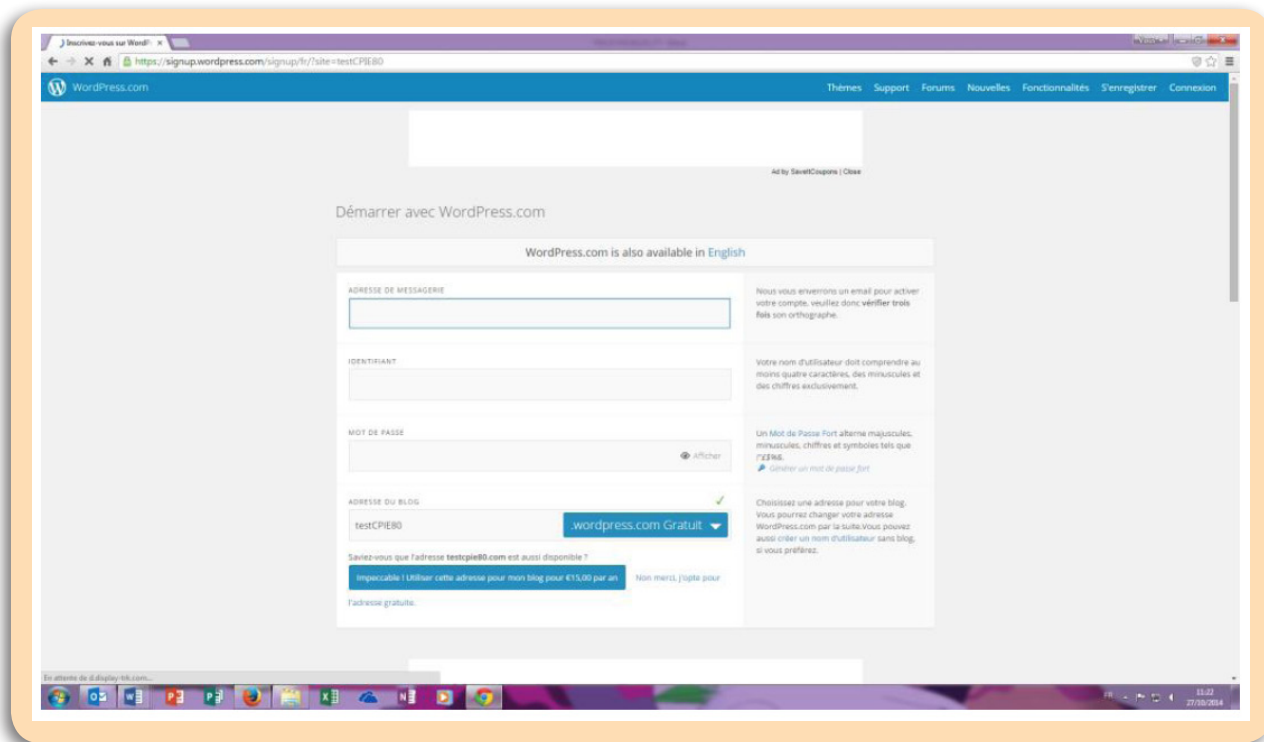 Inscrivez-vous sur WordP
https://signup.wordpress.com/signup/fr/?site=testCPIE80
WordPress.com
Thèmes Support Forums Nouvelles Fonctionnalités S'enregistrer Connexion
Ad by SaveItCoupons | Close
Démarrer avec WordPress.com
WordPress.com is also available in English
ADRESSE DE MESSAGERIE
Nous vous enverrons un email pour activer
votre compte, veuillez donc vérifier trois
fois son orthographe.
IDENTIFIANT
Votre nom d'utilisateur doit comprendre au
moins quatre caractères, des minuscules et
des chiffres exclusivement.
MOT DE PASSE
Afficher
Un Mot de Passe Fort alterne majuscules,
minuscules, chiffres et symboles tels que
Générer un mot de passe fort
ADRESSE DU BLOG
testCPIE80
.wordpress.com Gratuit
Choisissez une adresse pour votre blog.
Vous pourrez changer votre adresse
WordPress.com par la suite.Vous pouvez
aussi créer un nom d'utilisateur sans blog,
si vous préférez.
Saviez-vous que l'adresse testcpie80.com est aussi disponible ?
Impeccable ! Utiliser cette adresse pour mon blog pour €15,00 par an
Non merci, j'opte pour
l'adresse gratuite.
En attente de
FR
11:22
27/10/2014